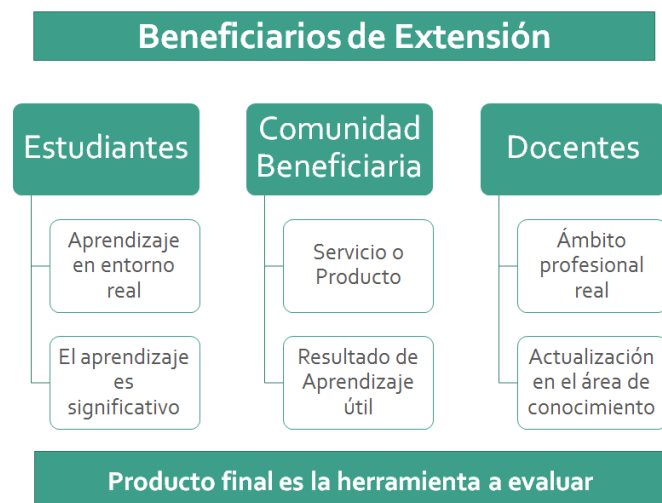 Beneficiarios de Extensión
Estudiantes
Aprendizaje
en entorno
real
El aprendizaje
es
significativo
Comunidad
Beneficiaria
Servicio o
Producto
Resultado de
Aprendizaje
útil
Docentes
Ámbito
profesional
real
Actualización
en el área de
conocimiento
Producto final es la herramienta a evaluar